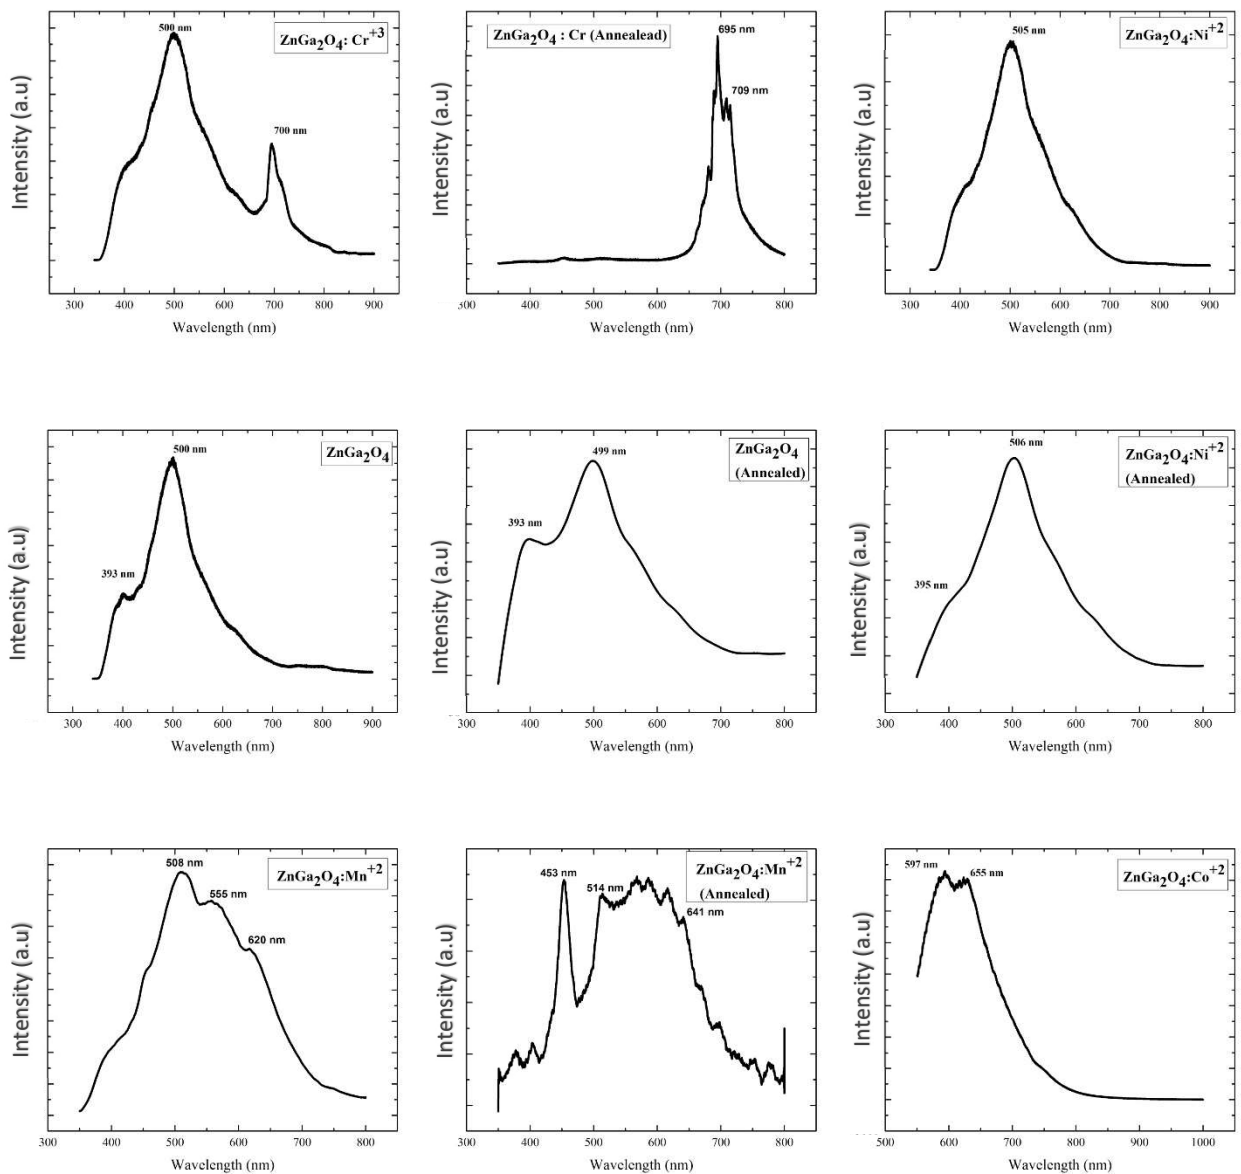 500 nm
ZnGa2O4: Cr+3
700 nm
Intensity (a.u)
300 400 500 600 700 800 900
Wavelength (nm)
ZnGa2O4 : Cr (Annealead)
695 nm
709 nm
Intensity (a.u)
300 400 500 600 700 800
Wavelength (nm)
505 nm
ZnGa2O4:Ni+2
Intensity (a.u)
300 400 500 600 700 800 900
Wavelength (nm)
500 nm
ZnGa2O4
393 nm
Intensity (a.u)
300 400 500 600 700 800 900
Wavelength (nm)
499 nm
ZnGa2O4
(Annealed)
393 nm
Intensity (a.u)
300 400 500 600 700 800
Wavelength (nm)
506 nm
ZnGa2O4:Ni+2
(Annealed)
395 nm
Intensity (a.u)
300 400 500 600 700 800
Wavelength (nm)
508 nm
ZnGa2O4:Mn+2
555 nm
620 nm
Intensity (a.u)
300 400 500 600 700 800
Wavelength (nm)
453 nm
514 nm
ZnGa2O4:Mn+2
(Annealed)
641 nm
Intensity (a.u)
300 400 500 600 700 800
Wavelength (nm)
597 nm
655 nm
ZnGa2O4:Co+2
Intensity (a.u)
500 600 700 800 900 1000
Wavelength (nm)